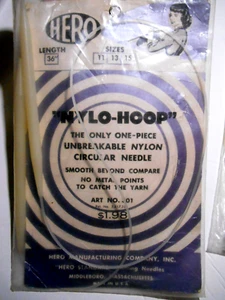 HERO
LENGTH SIZES
36" 11 13 15
"NYLO-HOOP"
THE ONLY ONE-PIECE
UNBREAKABLE NYLON
CIRCULAR NEEDLE
SMOOTH BEYOND COMPARE
NO METAL POINTS
TO CATCH THE YARN
ART NO. 01
$1.98
HERO MANUFACTURING COMPANY, INC.
"HERO Needles
MIDDLEBORO, MASSACHUSETTS